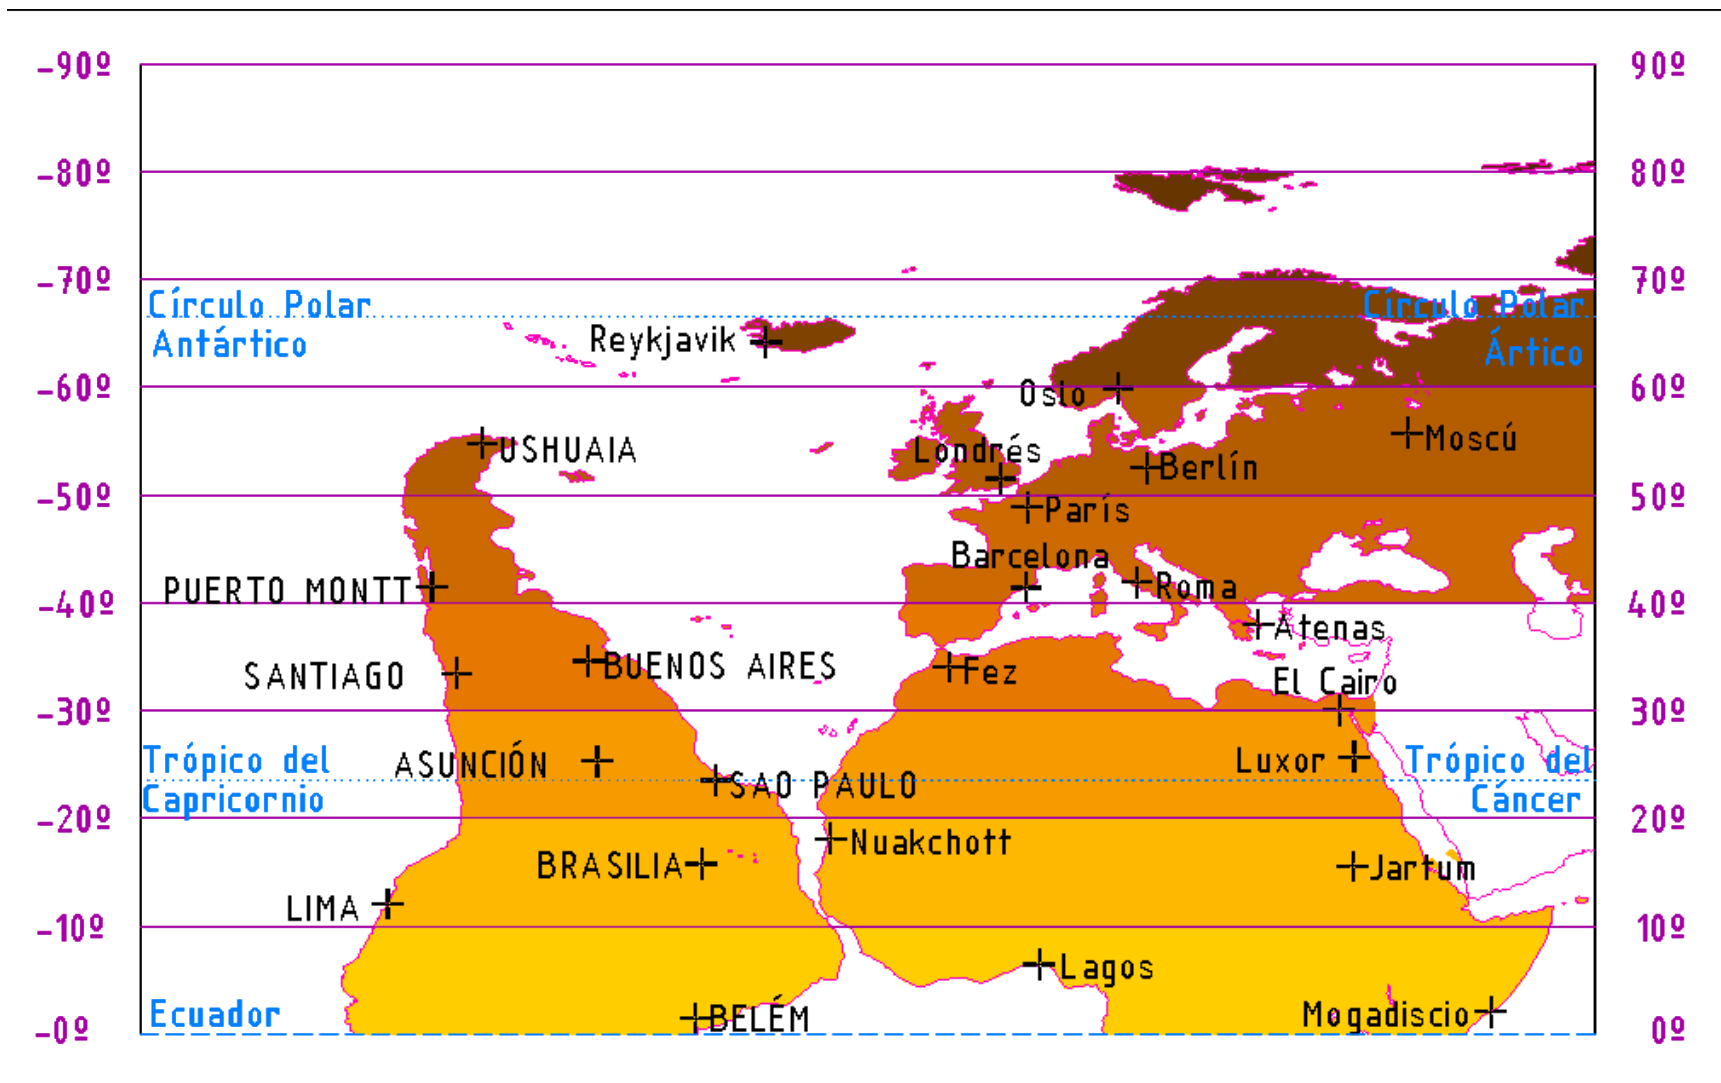 -90º 90º
-80º 80º
-70º 70º
Círculo Polar Círculo Polar
Antártico Reykjavik Ártico
-60º Oslo 60º
USHUAIA Londrés Moscú
Berlín
-50º París 50º
Barcelona
PUERTO MONTT Roma
-40º 40º
Atenas
SANTIAGO BUENOS AIRES Fez El Cairo
-30º 30º
Trópico del ASUNCIÓN Luxor Trópico del
Capricornio SAO PAULO Cáncer
-20º 20º
Nuakchott
BRASILIA Jartum
LIMA
-10º 10º
Lagos
Ecuador BELÉM Mogadiscio
-0º 0º